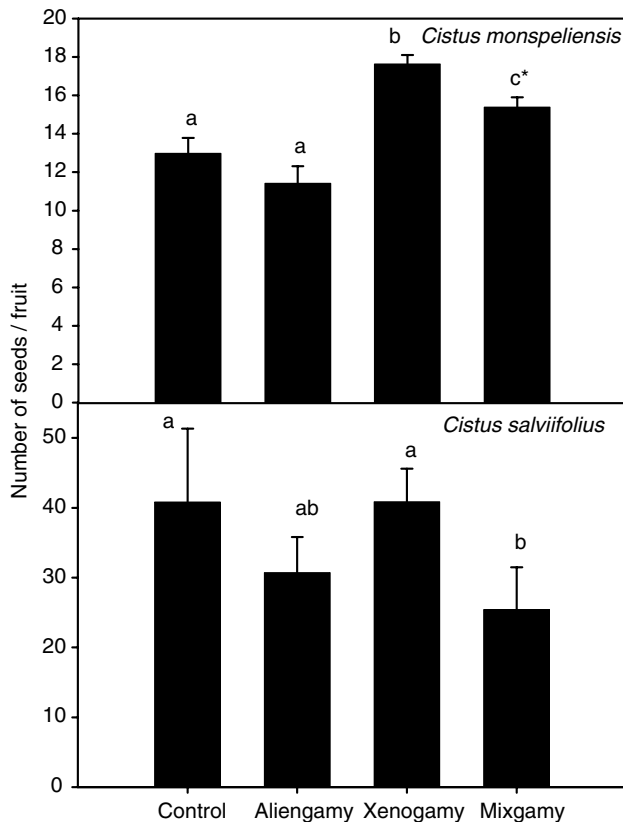 20
Cistus monspeliensis
b
18
c*
16
a
14
a
12
10
8
6
4
2
0
Number of seeds / fruit
Cistus salviifolius
a
50
a
40
ab
b
30
20
10
0
Control Aliengamy Xenogamy Mixgamy